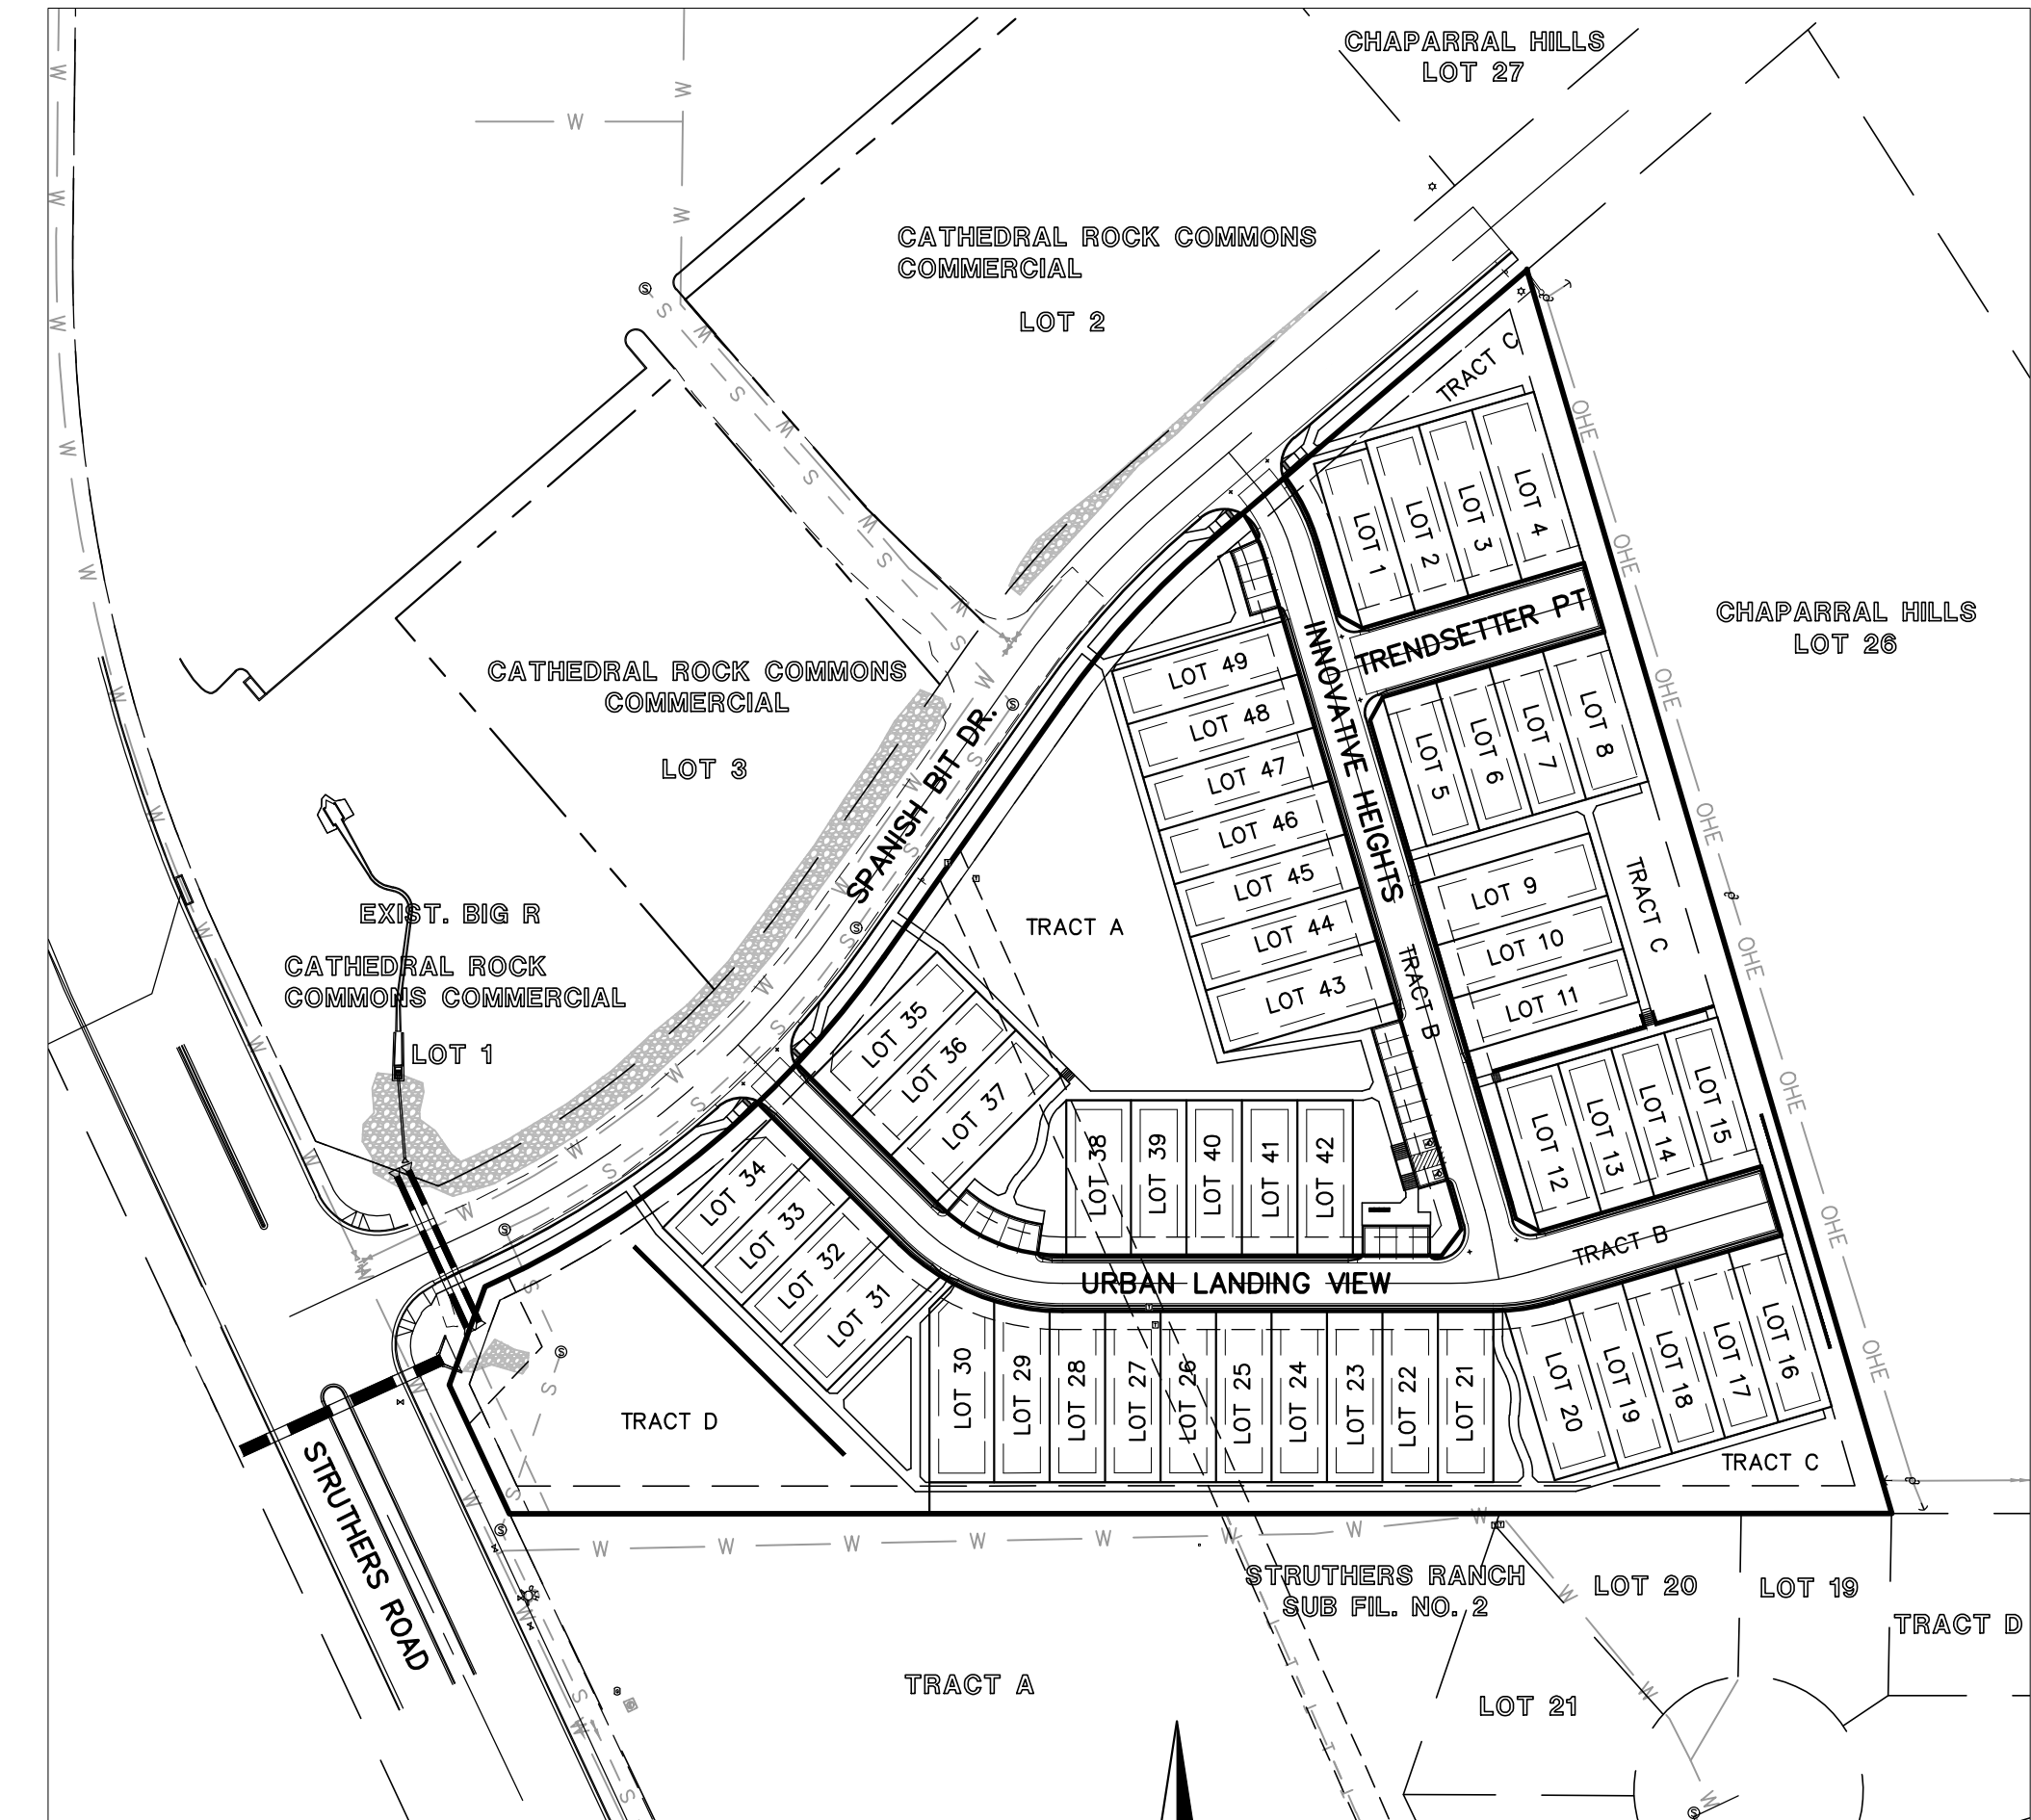 CHAPARRAL HILLS
LOT 27
CATHEDRAL ROCK COMMONS
COMMERCIAL
LOT 2
CHAPARRAL HILLS
LOT 26
CATHEDRAL ROCK COMMONS
COMMERCIAL
LOT 3
EXIST. BIG R
CATHEDRAL ROCK
COMMONS COMMERCIAL
LOT 1
SPANISH BIT DR.
INNOVATIVE HEIGHTS
TRENDSETTER PT
URBAN LANDING VIEW
STRUTHERS ROAD
TRACT C
LOT 1
LOT 2
LOT 3
LOT 4
LOT 5
LOT 6
LOT 7
LOT 8
LOT 9
LOT 10
LOT 11
TRACT C
LOT 12
LOT 13
LOT 14
LOT 15
TRACT B
TRACT B
LOT 16
LOT 17
LOT 18
LOT 19
LOT 20
TRACT C
LOT 21
LOT 22
LOT 23
LOT 24
LOT 25
LOT 26
LOT 27
LOT 28
LOT 29
LOT 30
LOT 31
LOT 32
LOT 33
LOT 34
TRACT D
LOT 35
LOT 36
LOT 37
LOT 38
LOT 39
LOT 40
LOT 41
LOT 42
LOT 43
LOT 44
LOT 45
LOT 46
LOT 47
LOT 48
LOT 49
TRACT A
OHE
OHE
OHE
OHE
OHE
OHE
OHE
OHE
STRUTHERS RANCH
SUB FIL. NO. 2
LOT 20
LOT 19
TRACT D
LOT 21
TRACT A